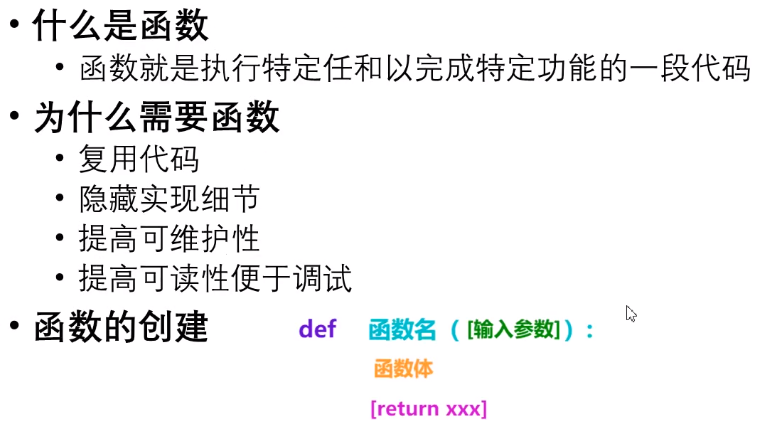 • 什么是函数
• 函数就是执行特定任和以完成特定功能的一段代码
• 为什么需要函数
• 复用代码
• 隐藏实现细节
• 提高可维护性
• 提高可读性便于调试
• 函数的创建 def 函数名（[输入参数]）：
函数体
[return xxx]